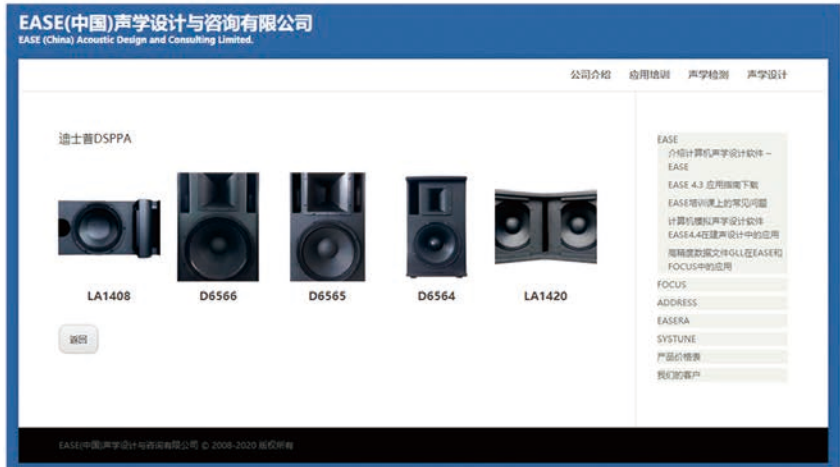 EASE(中国)声学设计与咨询有限公司
EASE (China) Acoustic Design and Consulting Limited.
公司介绍 应用培训 声学检测 声学设计
迪士普DSPPA
LA1408 D6566 D6565 D6564 LA1420
返回
EASE
介绍计算机声学设计软件 –
EASE
EASE 4.3 应用指南下载
EASE培训课上的常见问题
计算机模拟声学设计软件
EASE4.4在建声设计中的应用
高精度数据文件GLL在EASE和
FOCUS中的应用
FOCUS
ADDRESS
EASERA
SYSTUNE
产品价格表
我们的客户
EASE(中国)声学设计与咨询有限公司 © 2008-2020 版权所有